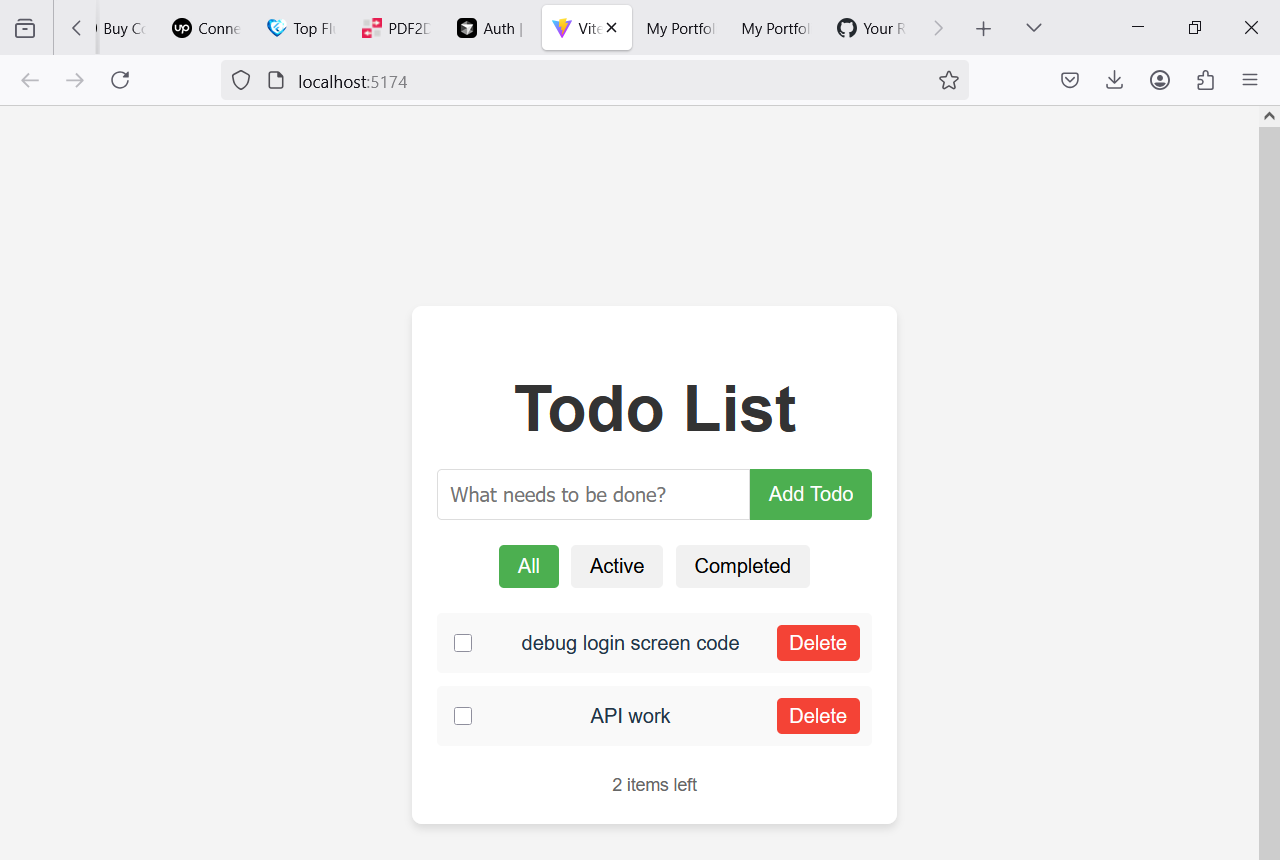 Buy Co
up Conne
Top Fl
PDF2D
Auth |
Vite
My Portfol
My Portfol
Your R
localhost:5174
Todo List
What needs to be done?
Add Todo
All
Active
Completed
debug login screen code
Delete
API work
Delete
2 items left